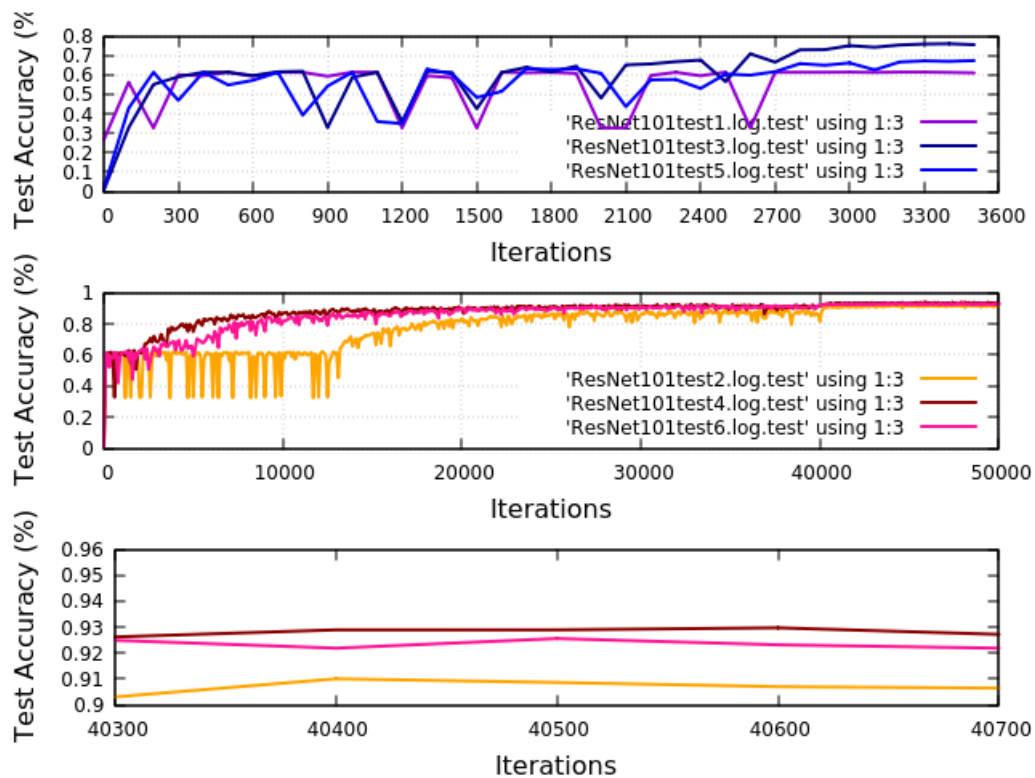 Test Accuracy (%
0.8
0.7
0.6
0.5
0.4
0.3
0.2
0.1
0
'ResNet101test1.log.test' using 1:3
'ResNet101test3.log.test' using 1:3
'ResNet101test5.log.test' using 1:3
0 300 600 900 1200 1500 1800 2100 2400 2700 3000 3300 3600
Iterations
Test Accuracy (%)
1
0.8
0.6
0.4
0.2
0
'ResNet101test2.log.test' using 1:3
'ResNet101test4.log.test' using 1:3
'ResNet101test6.log.test' using 1:3
0 10000 20000 30000 40000 50000
Iterations
Test Accuracy (%)
0.96
0.95
0.94
0.93
0.92
0.91
0.9
40300 40400 40500 40600 40700
Iterations